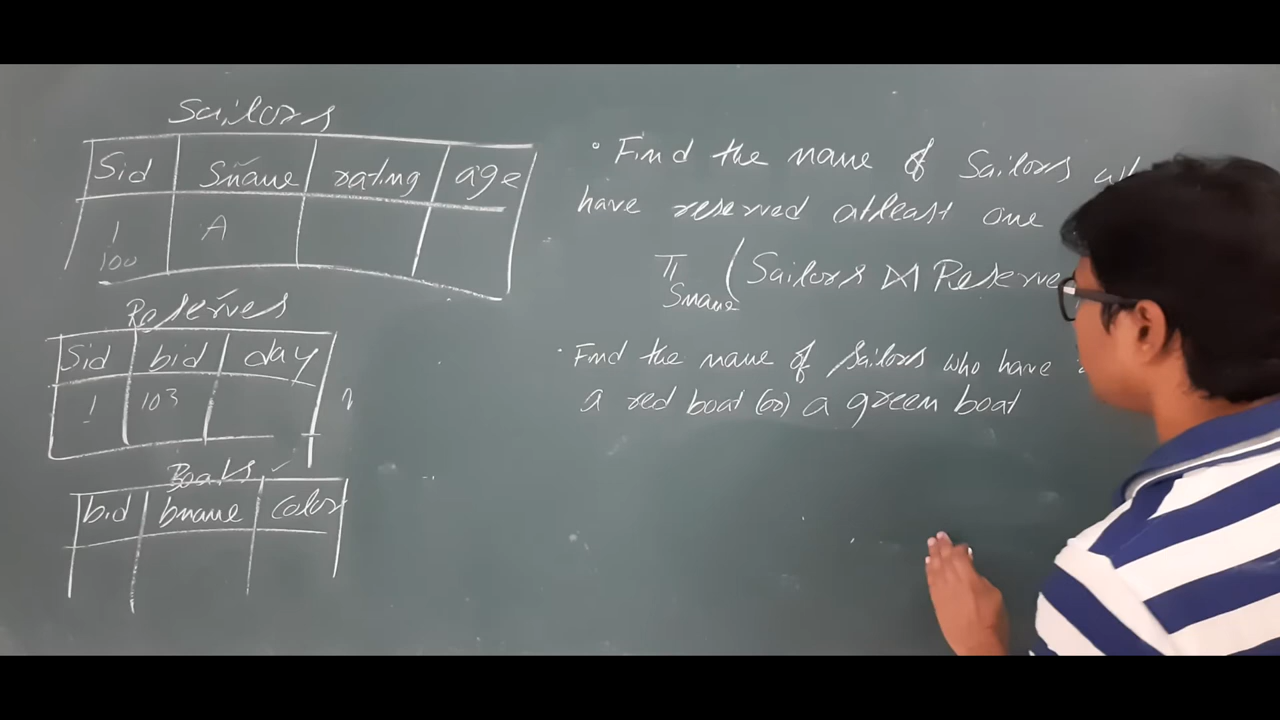 Sailors
Sid Sname rating age
1 A
100
Reserves
Sid bid day
1 103
Boats
bid bname color
• Find the name of Sailors
have reserved atleast one
π Sname (Sailors ⋈ Reserve
• Find the name of Sailors who have
a red boat (or) a green boat